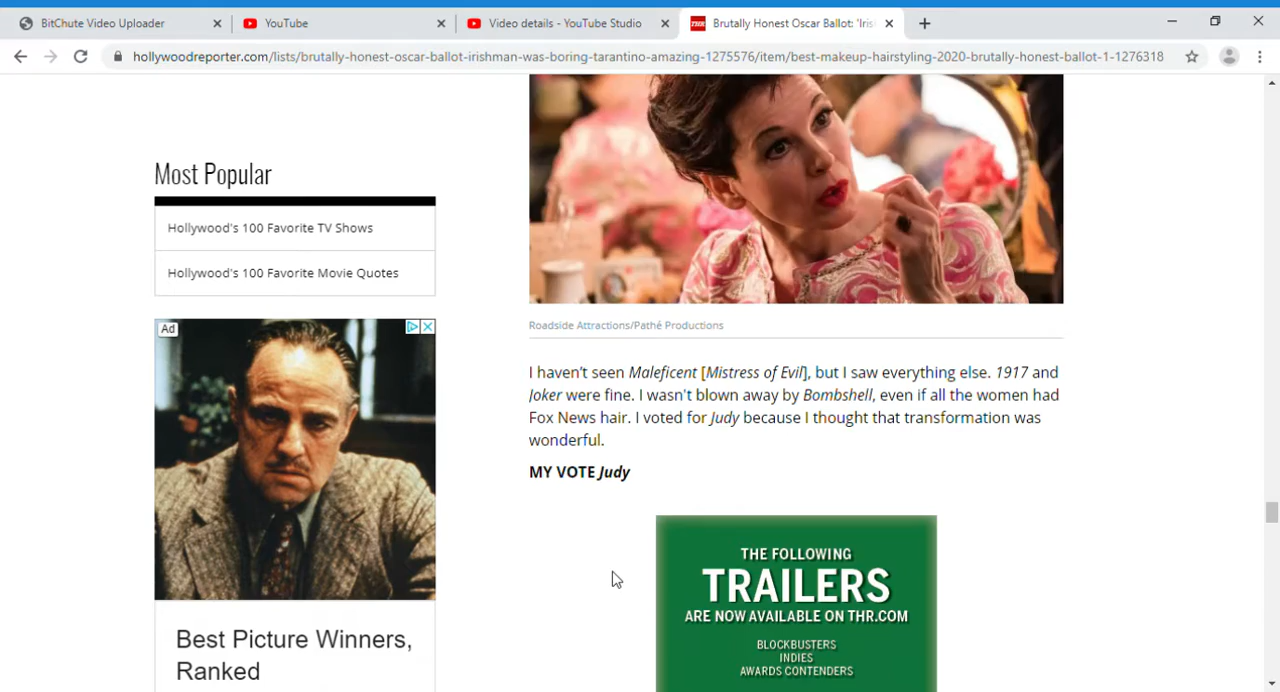 BitChute Video Uploader
YouTube
Video details - YouTube Studio
THR Brutally Honest Oscar Ballot: 'Iris
hollywoodreporter.com/lists/brutally-honest-oscar-ballot-irishman-was-boring-tarantino-amazing-1275576/item/best-makeup-hairstyling-2020-brutally-honest-ballot-1-1276318
Most Popular
Hollywood's 100 Favorite TV Shows
Hollywood's 100 Favorite Movie Quotes
Ad
Best Picture Winners,
Ranked
Roadside Attractions/Pathé Productions
I haven’t seen Maleficent [Mistress of Evil], but I saw everything else. 1917 and
Joker were fine. I wasn't blown away by Bombshell, even if all the women had
Fox News hair. I voted for Judy because I thought that transformation was
wonderful.
MY VOTE Judy
THE FOLLOWING
TRAILERS
ARE NOW AVAILABLE ON THR.COM
BLOCKBUSTERS
INDIES
AWARDS CONTENDERS